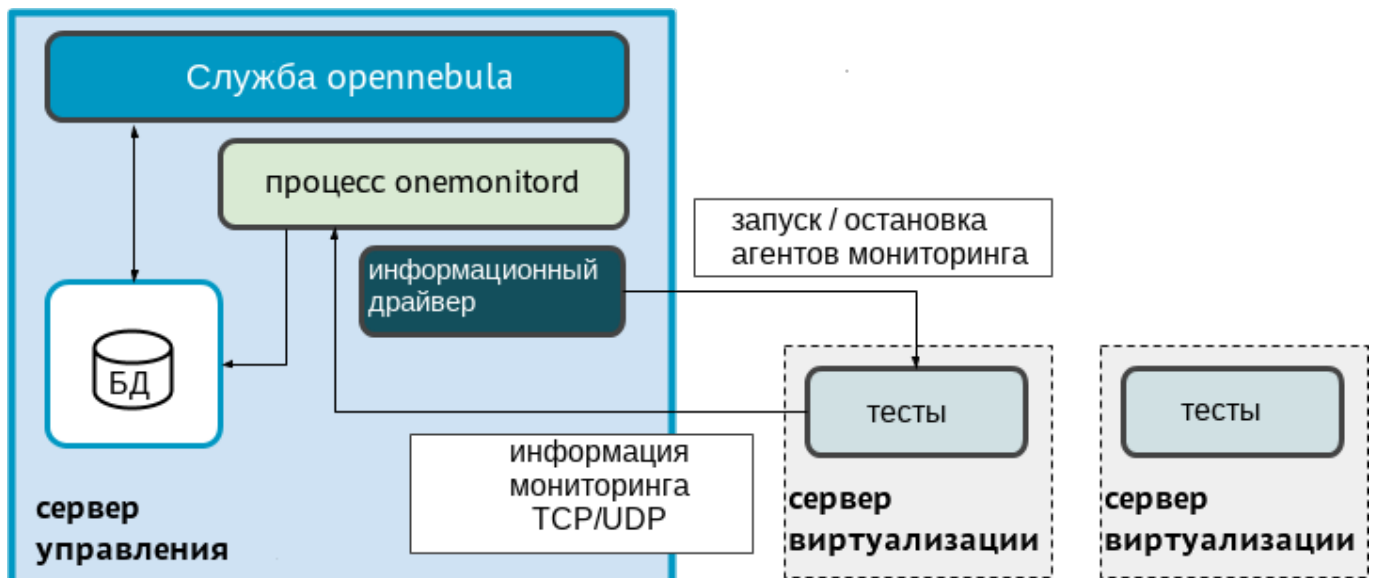 Служба opennebula
процесс onemonitord
информационный
драйвер
запуск / остановка
агентов мониторинга
БД
тесты
тесты
информация
мониторинга
TCP/UDP
сервер
управления
сервер
виртуализации
сервер
виртуализации